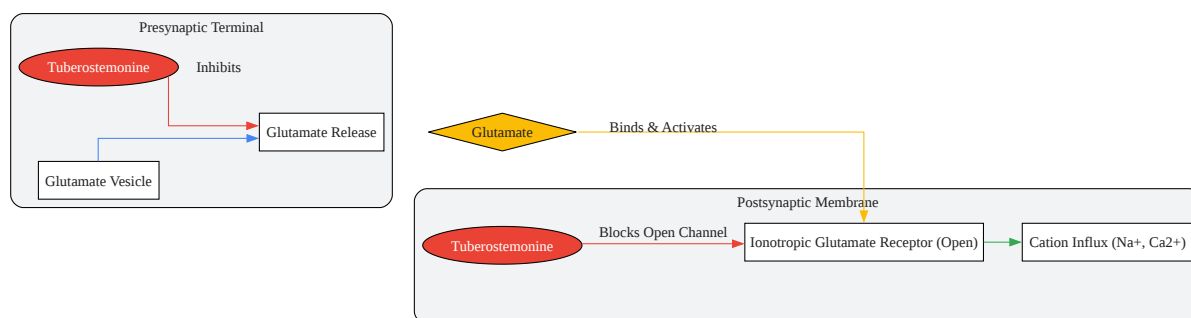 Presynaptic Terminal
Tuberostemonine
Inhibits
Glutamate Release
Glutamate Vesicle
Glutamate
Binds & Activates
Postsynaptic Membrane
Tuberostemonine
Blocks Open Channel
Ionotropic Glutamate Receptor (Open)
Cation Influx (Na+, Ca2+)